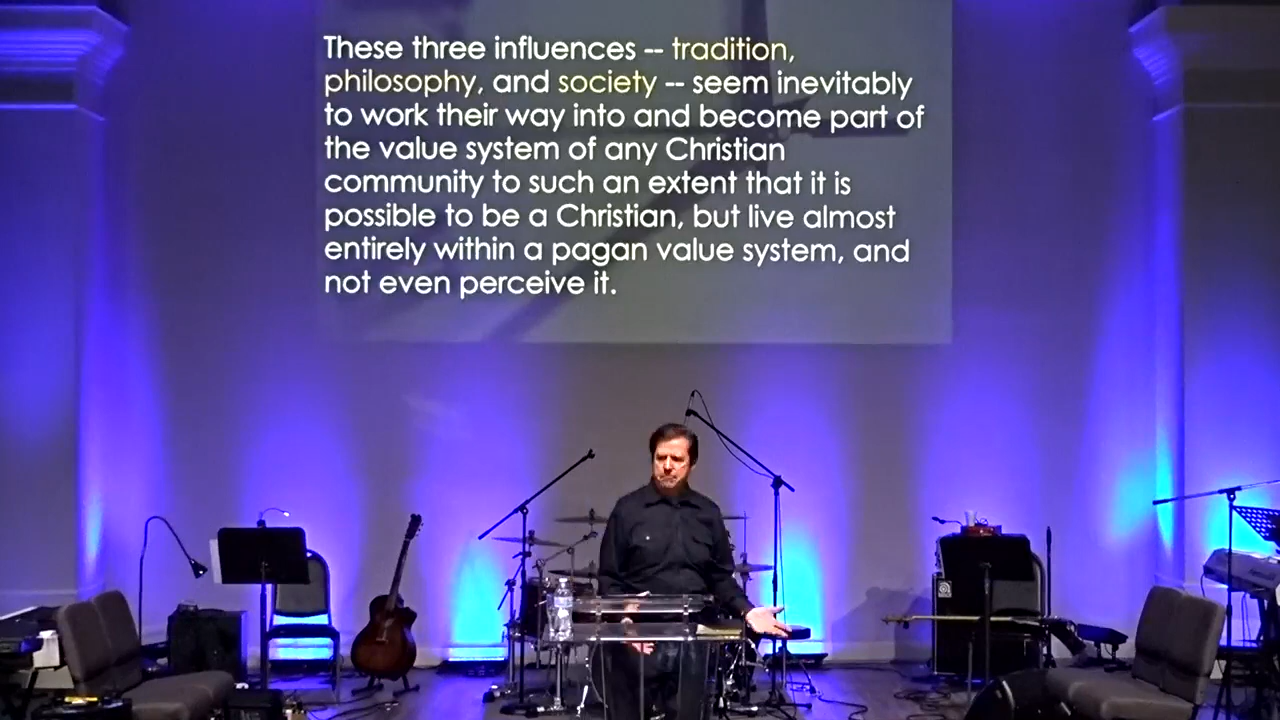 These three influences -- tradition,
philosophy, and society -- seem inevitably
to work their way into and become part of
the value system of any Christian
community to such an extent that it is
possible to be a Christian, but live almost
entirely within a pagan value system, and
not even perceive it.